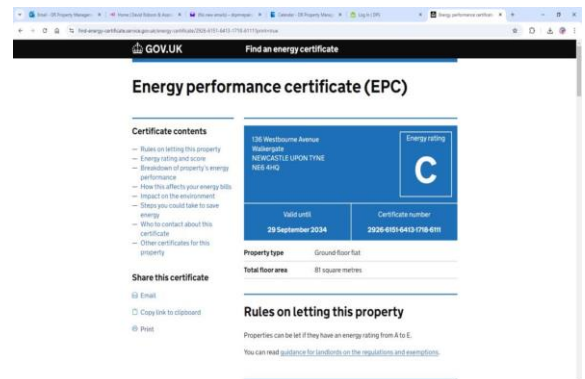 GOV.UK
Find an energy certificate
Energy performance certificate (EPC)
Certificate contents
— Rules on letting this property
— Energy rating and score
— Breakdown of property's energy
performance
— How this affects your energy bills
— Impact on the environment
— Steps you could take to save
energy
— Who to contact about this
certificate
— Other certificates for this
property
Share this certificate
Email
Copy link to clipboard
Print
136 Westbourne Avenue
Walkergate
NEWCASTLE UPON TYNE
NE6 4HQ
Energy rating
C
Valid until
29 September 2034
Certificate number
2926-6151-6413-1718-6111
Property type Ground-floor flat
Total floor area 81 square metres
Rules on letting this property
Properties can be let if they have an energy rating from A to E.
You can read guidance for landlords on the regulations and exemptions.